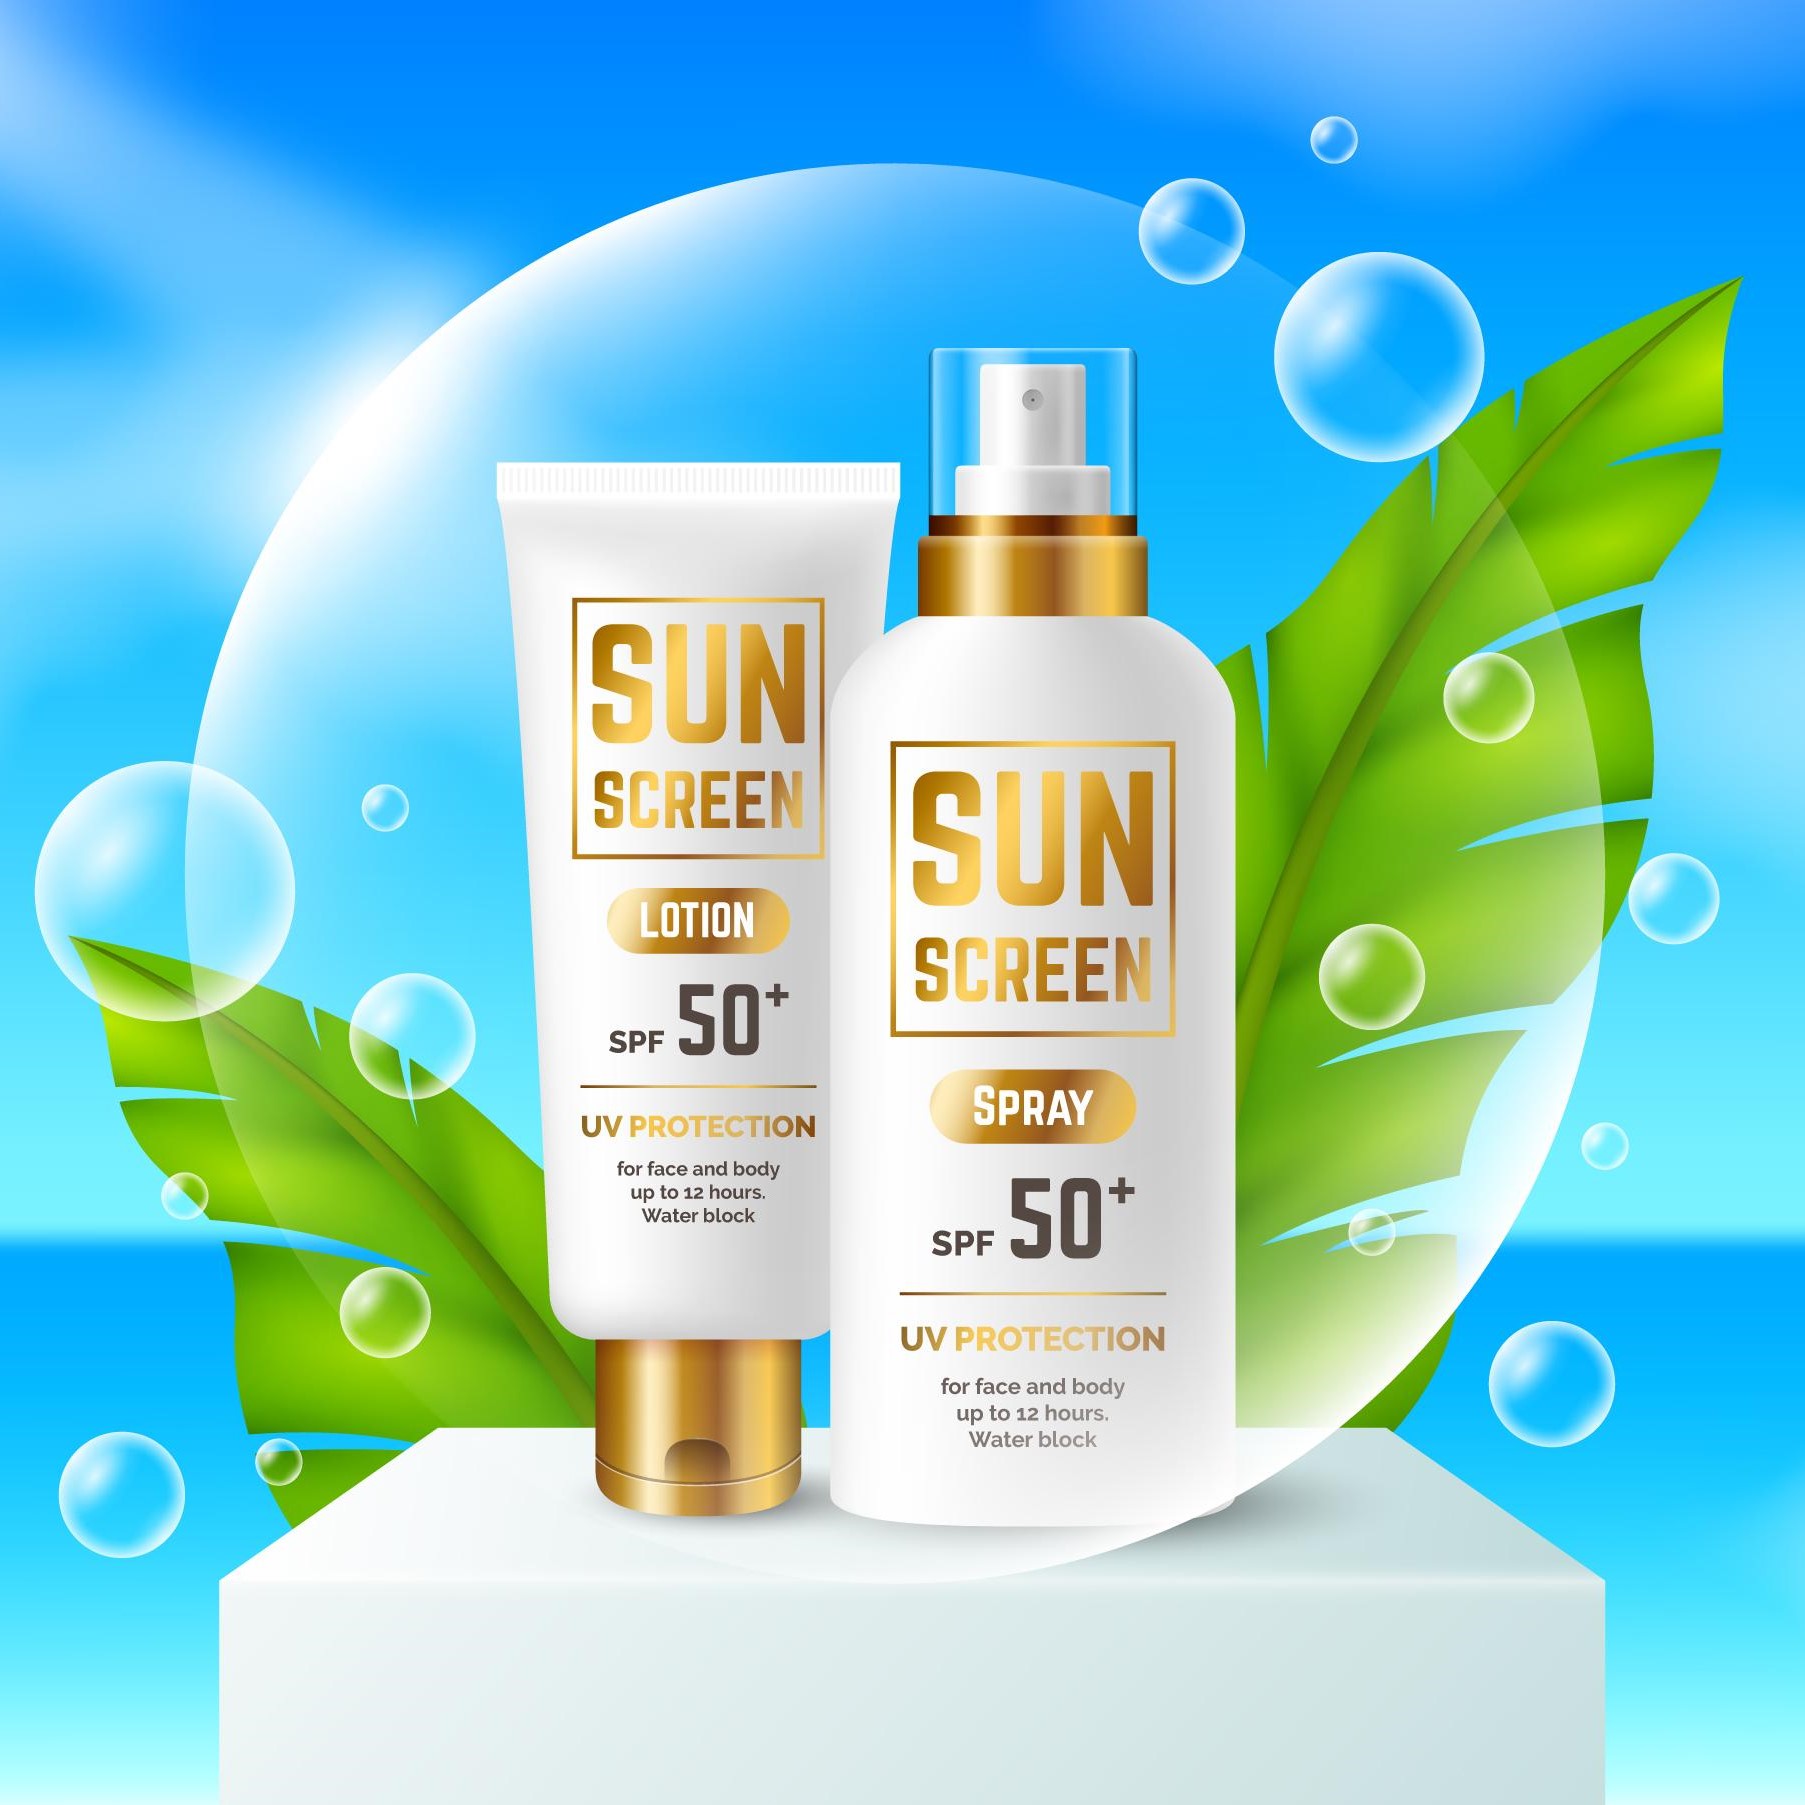 SUN
SCREEN
LOTION
SPF 50+
UV PROTECTION
for face and body
up to 12 hours.
Water block
SUN
SCREEN
SPRAY
SPF 50+
UV PROTECTION
for face and body
up to 12 hours.
Water block